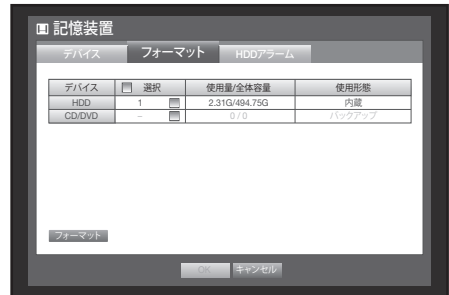 記憶装置
デバイス フォーマット HDDアラーム
デバイス 選択 使用量/全体容量 使用形態
HDD 1 2.31G/494.75G 内蔵
CD/DVD – 0 / 0 バックアップ
フォーマット
OK キャンセル